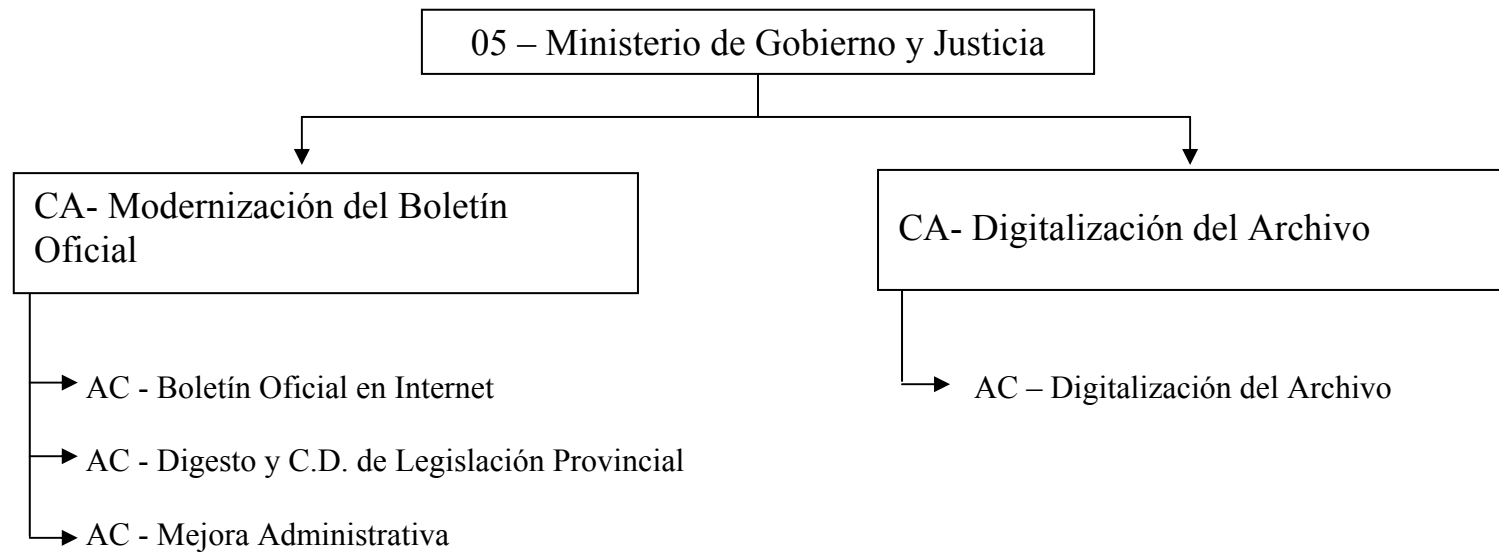 05 – Ministerio de Gobierno y Justicia
CA- Modernización del Boletín
Oficial
CA- Digitalización del Archivo
AC - Boletín Oficial en Internet
AC – Digitalización del Archivo
AC - Digesto y C.D. de Legislación Provincial
AC - Mejora Administrativa